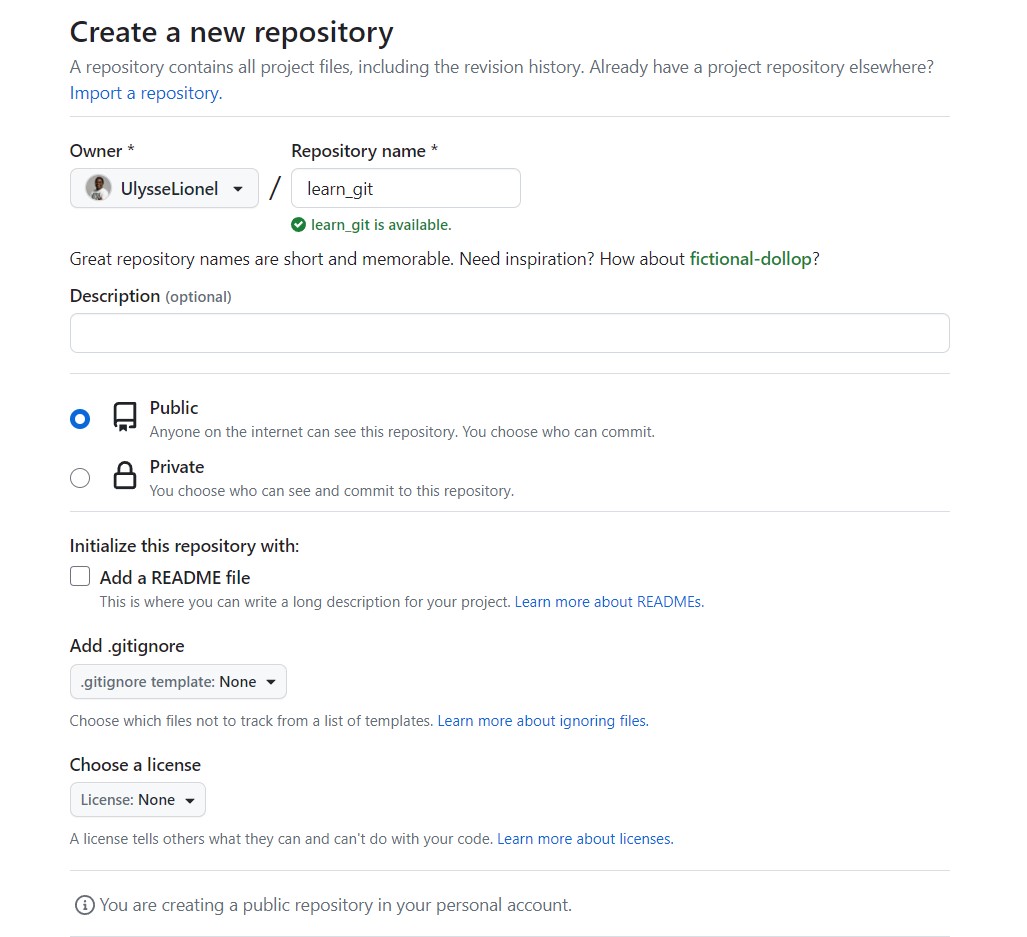 Create a new repository
A repository contains all project files, including the revision history. Already have a project repository elsewhere?
Import a repository.
Owner * Repository name *
UlysseLionel / learn_git
learn_git is available.
Great repository names are short and memorable. Need inspiration? How about fictional-dollop?
Description (optional)
Public
Anyone on the internet can see this repository. You choose who can commit.
Private
You choose who can see and commit to this repository.
Initialize this repository with:
Add a README file
This is where you can write a long description for your project. Learn more about READMEs.
Add .gitignore
.gitignore template: None
Choose which files not to track from a list of templates. Learn more about ignoring files.
Choose a license
License: None
A license tells others what they can and can't do with your code. Learn more about licenses.
You are creating a public repository in your personal account.